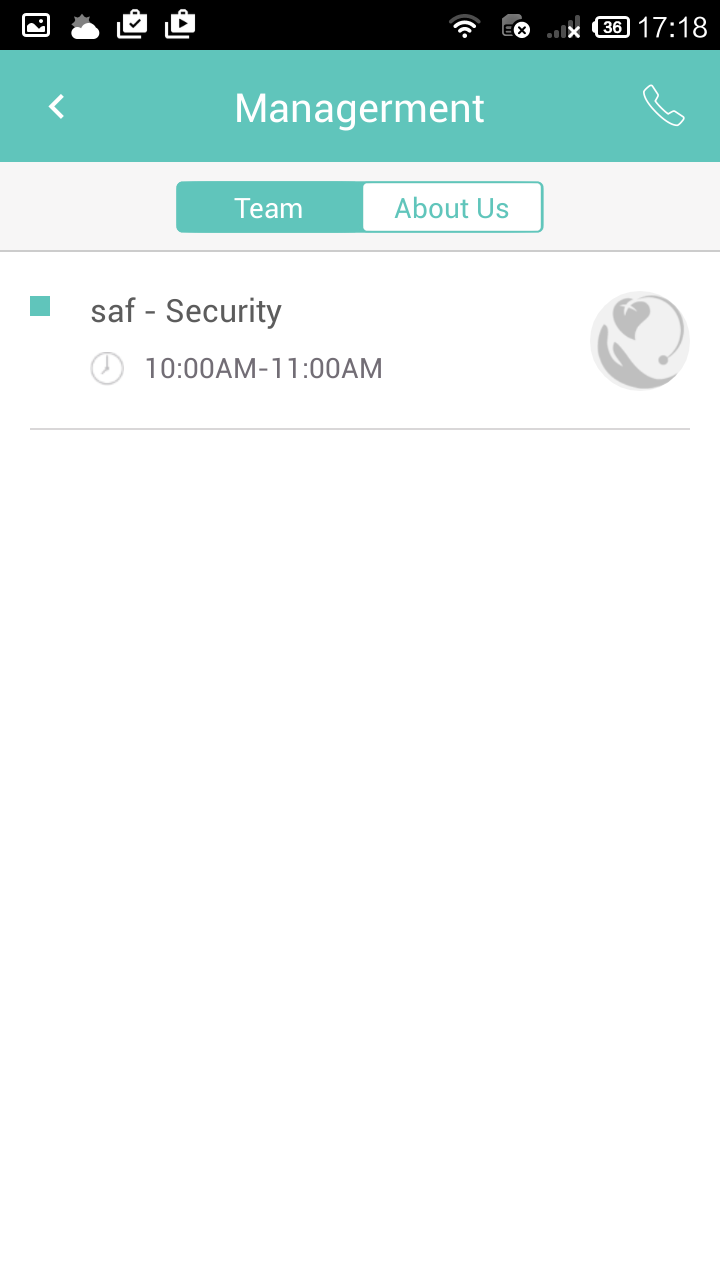 36 17:18
Managerment
Team About Us
saf - Security
10:00AM-11:00AM